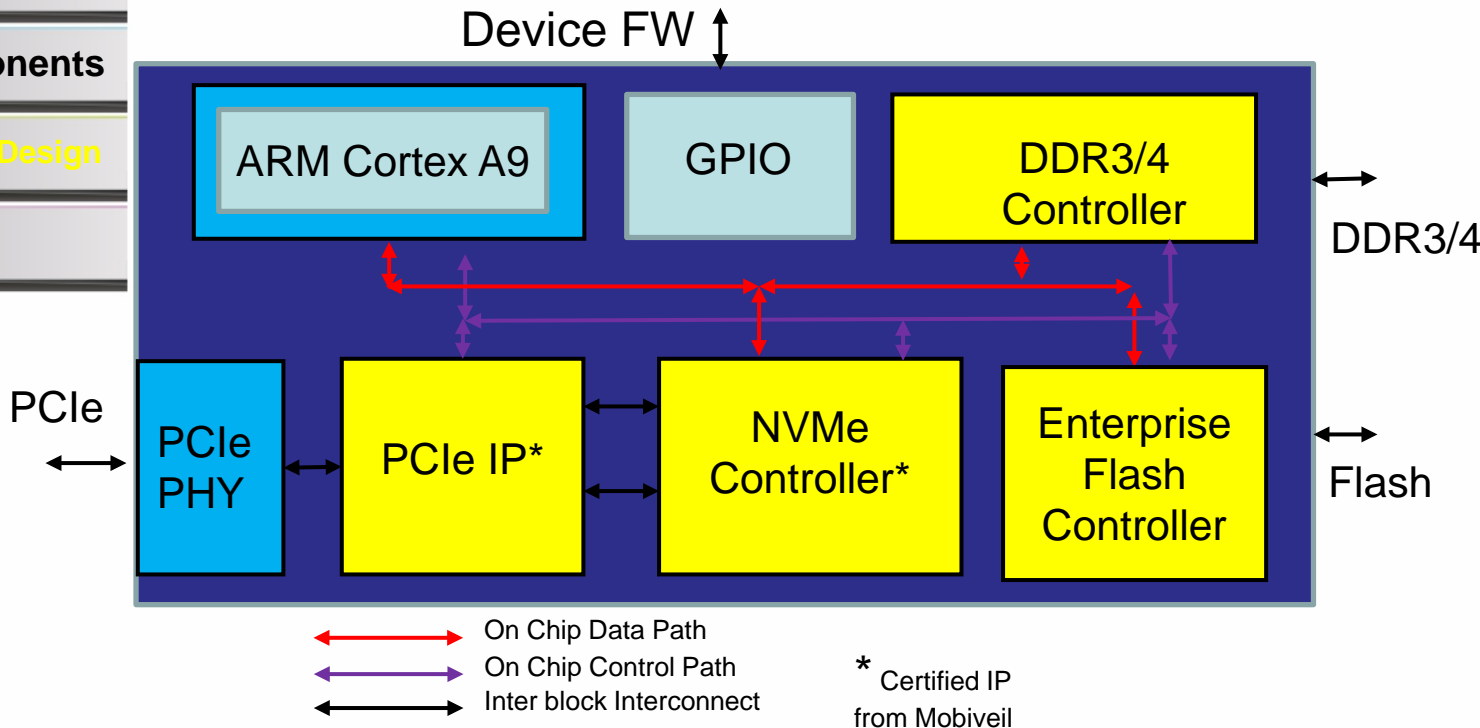 Device FW
onents
Design
ARM Cortex A9
GPIO
DDR3/4
Controller
DDR3/4
PCIe
PCIe
PHY
PCIe IP*
NVMe
Controller*
Enterprise
Flash
Controller
Flash
On Chip Data Path
On Chip Control Path
Inter block Interconnect
* Certified IP
from Mobiveil